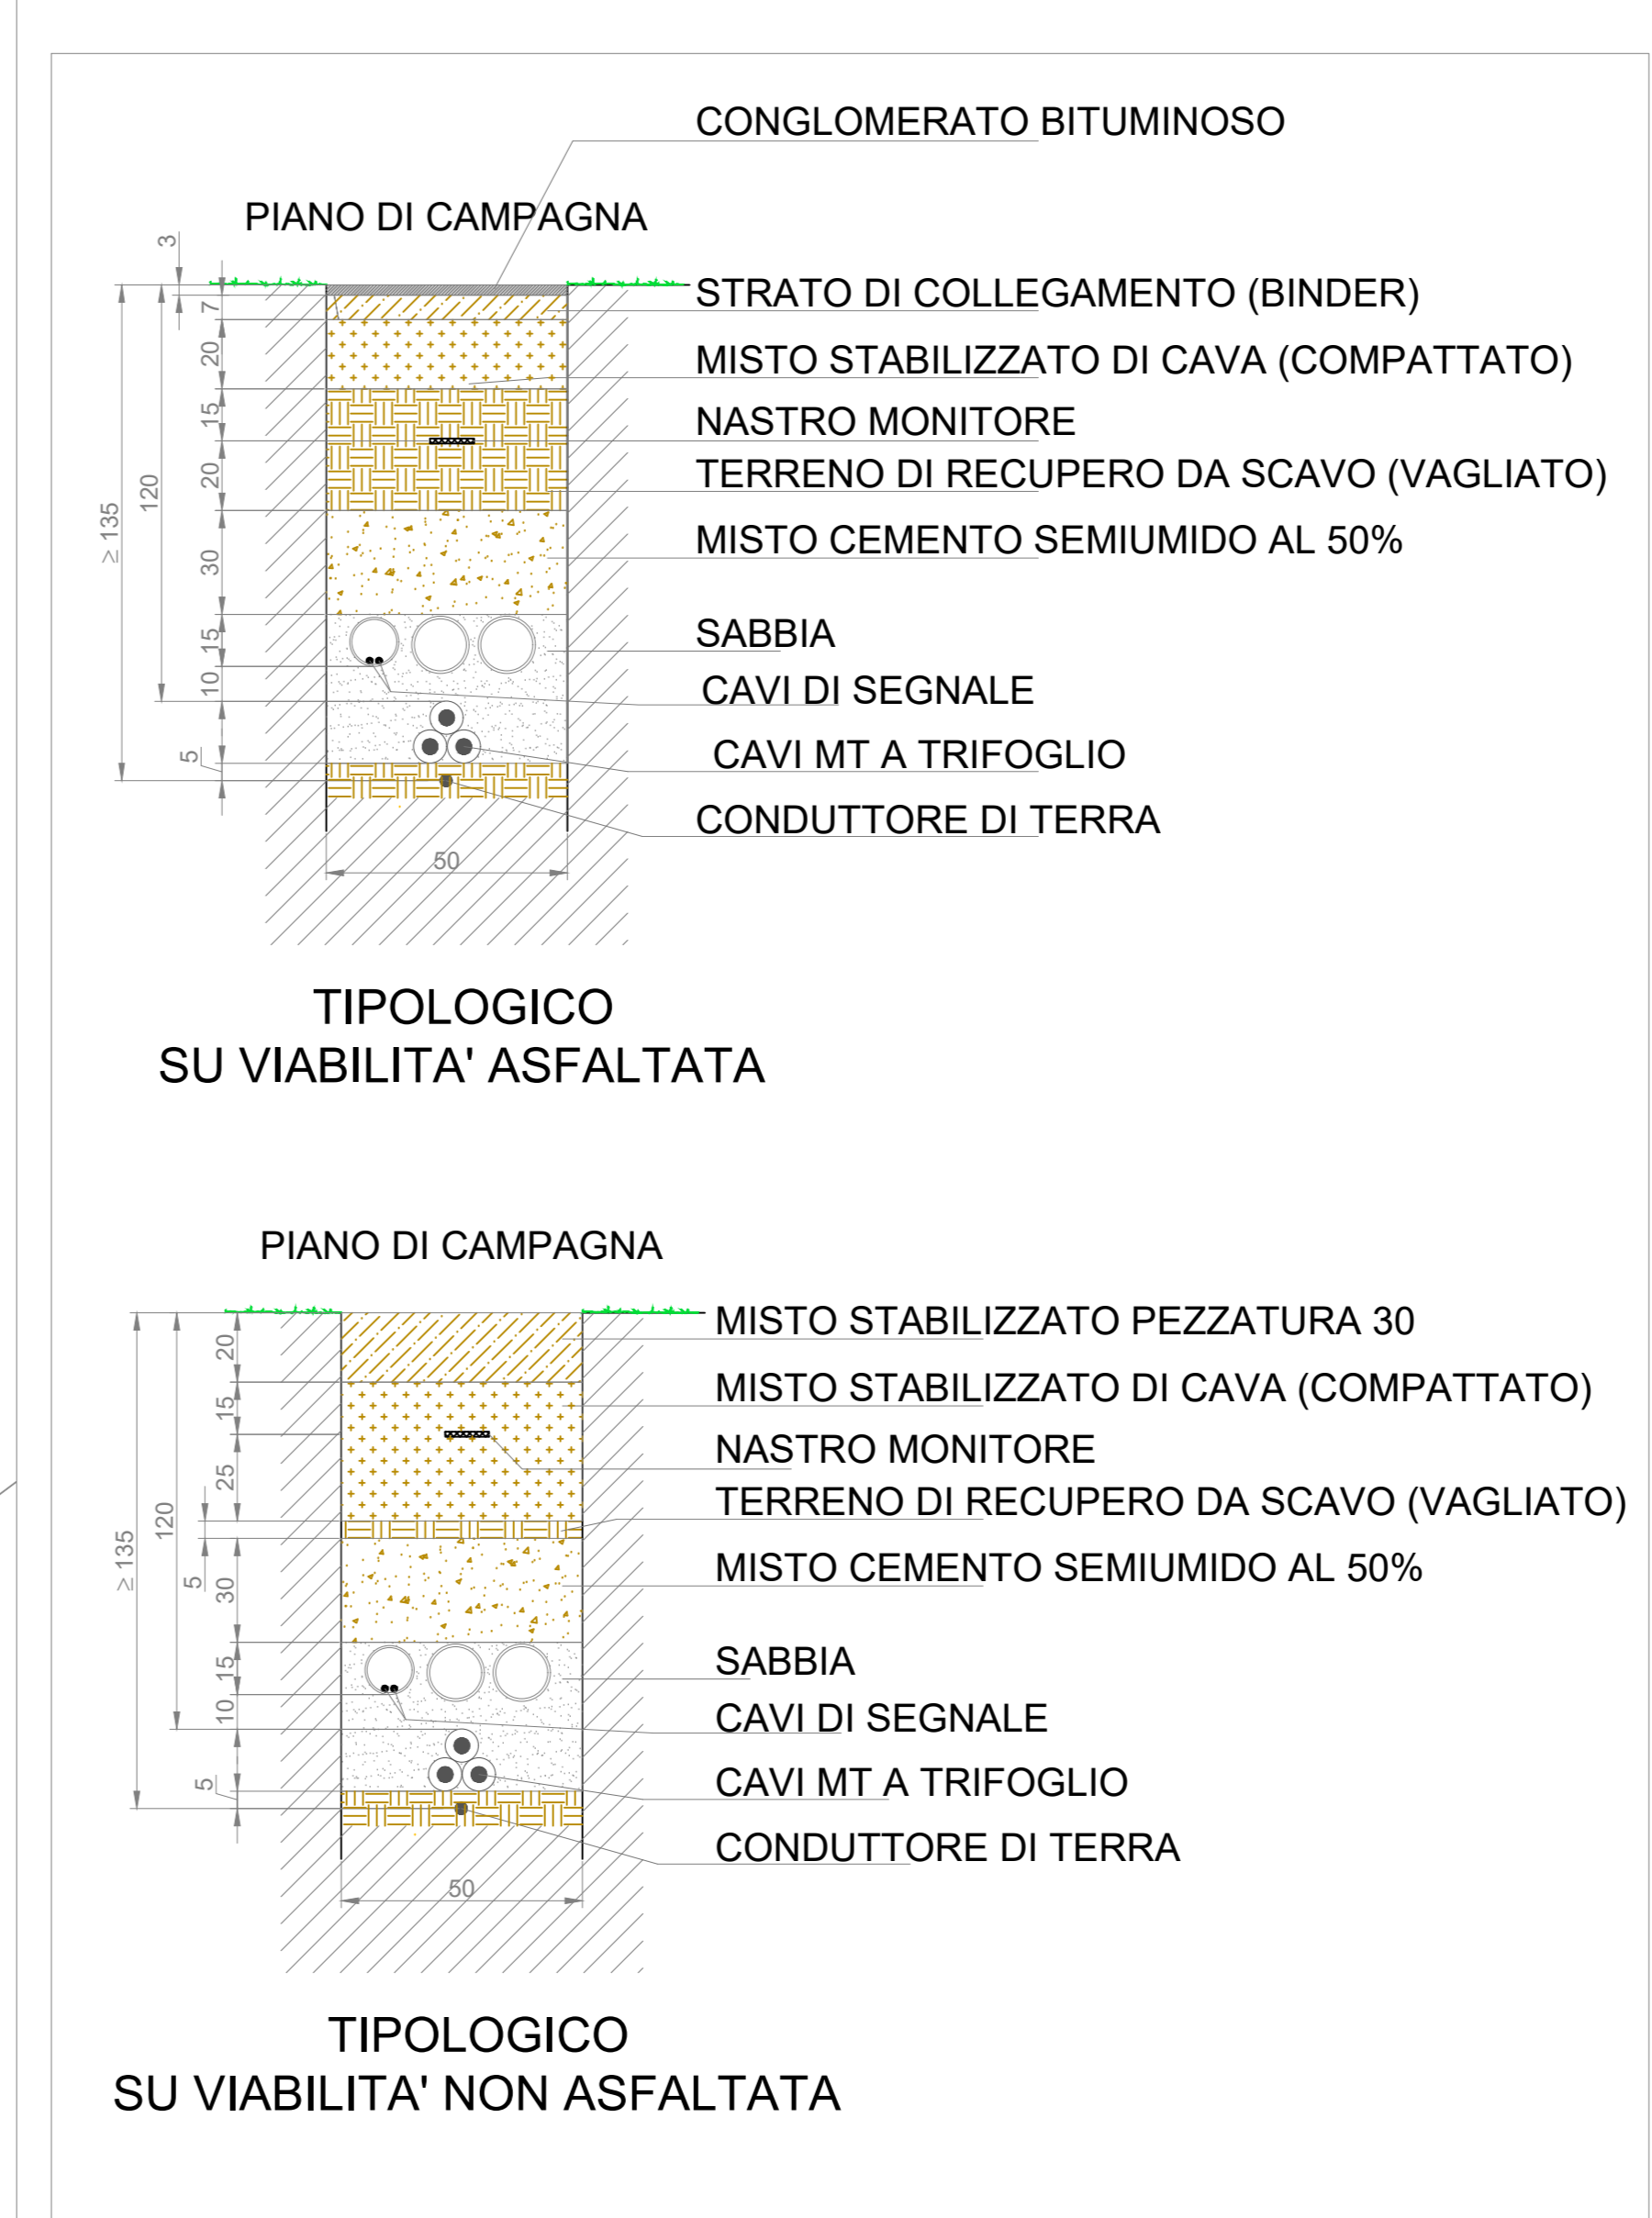 CONGLOMERATO BITUMINOSO
PIANO DI CAMPAGNA
3
STRATO DI COLLEGAMENTO (BINDER)
7
20
MISTO STABILIZZATO DI CAVA (COMPATTATO)
15
NASTRO MONITORE
20
TERRENO DI RECUPERO DA SCAVO (VAGLIATO)
120
≥ 135
30
MISTO CEMENTO SEMIUMIDO AL 50%
15
SABBIA
10
CAVI DI SEGNALE
5
CAVI MT A TRIFOGLIO
CONDUTTORE DI TERRA
50
TIPOLOGICO
SU VIABILITA' ASFALTATA
PIANO DI CAMPAGNA
20
MISTO STABILIZZATO PEZZATURA 30
15
MISTO STABILIZZATO DI CAVA (COMPATTATO)
NASTRO MONITORE
25
TERRENO DI RECUPERO DA SCAVO (VAGLIATO)
120
≥ 135
5
30
MISTO CEMENTO SEMIUMIDO AL 50%
15
SABBIA
10
CAVI DI SEGNALE
5
CAVI MT A TRIFOGLIO
CONDUTTORE DI TERRA
50
TIPOLOGICO
SU VIABILITA' NON ASFALTATA